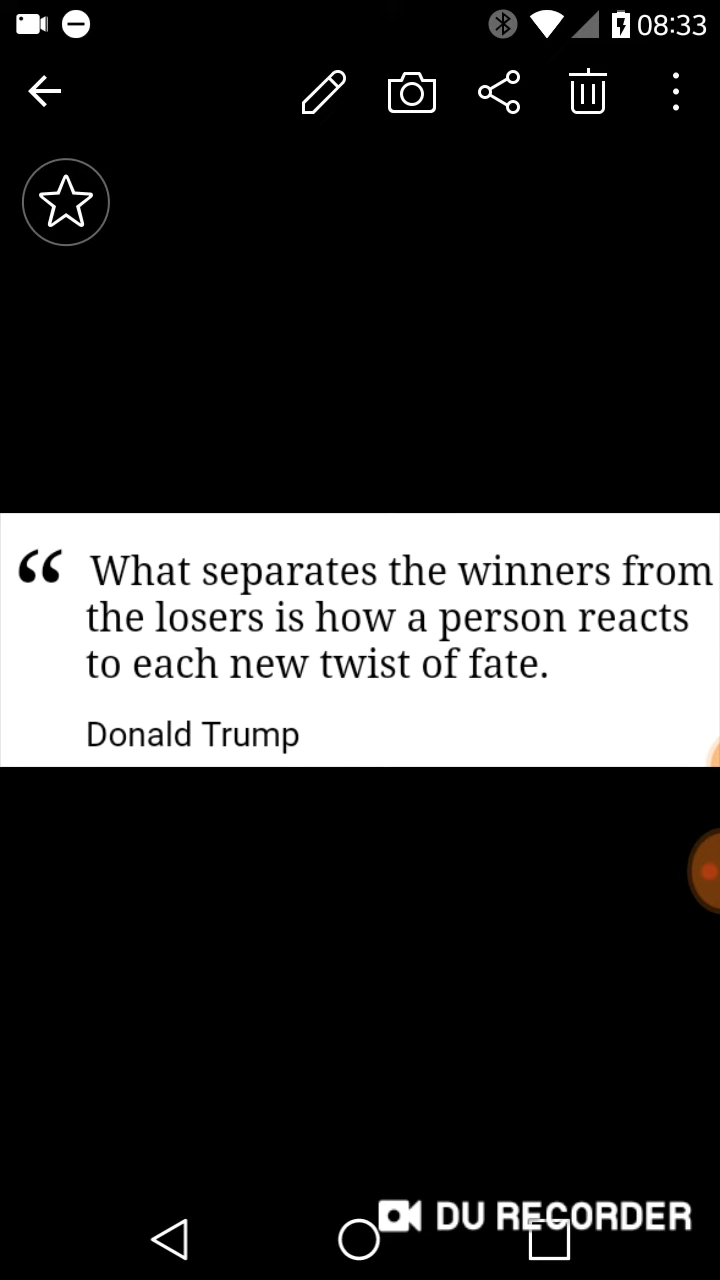 08:33
“ What separates the winners from
the losers is how a person reacts
to each new twist of fate.
Donald Trump
DU RECORDER